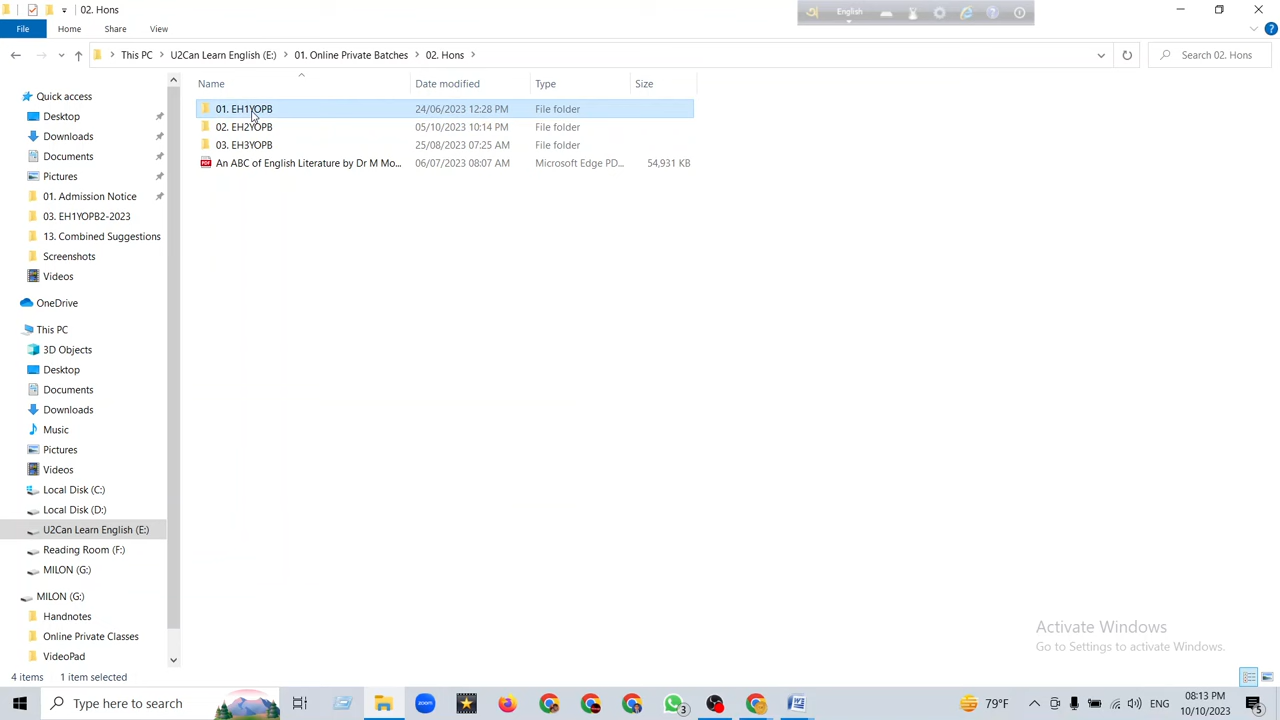 02. Hons
English
File
Home
Share
View
This PC
U2Can Learn English (E:)
01. Online Private Batches
02. Hons
Search 02. Hons
Name
Date modified
Type
Size
01. EH1YOPB
24/06/2023 12:28 PM
File folder
02. EH2YOPB
05/10/2023 10:14 PM
File folder
03. EH3YOPB
25/08/2023 07:25 AM
File folder
An ABC of English Literature by Dr M Mo...
06/07/2023 08:07 AM
Microsoft Edge PD...
54,931 KB
Quick access
Desktop
Downloads
Documents
Pictures
01. Admission Notice
03. EH1YOPB2-2023
13. Combined Suggestions
Screenshots
Videos
OneDrive
This PC
3D Objects
Desktop
Documents
Downloads
Music
Pictures
Videos
Local Disk (C:)
Local Disk (D:)
U2Can Learn English (E:)
Reading Room (F:)
MILON (G:)
MILON (G:)
Handnotes
Online Private Classes
VideoPad
Activate Windows
Go to Settings to activate Windows.
4 items
1 item selected
Type here to search
zoom
3
79°F
ENG
08:13 PM
10/10/2023
5